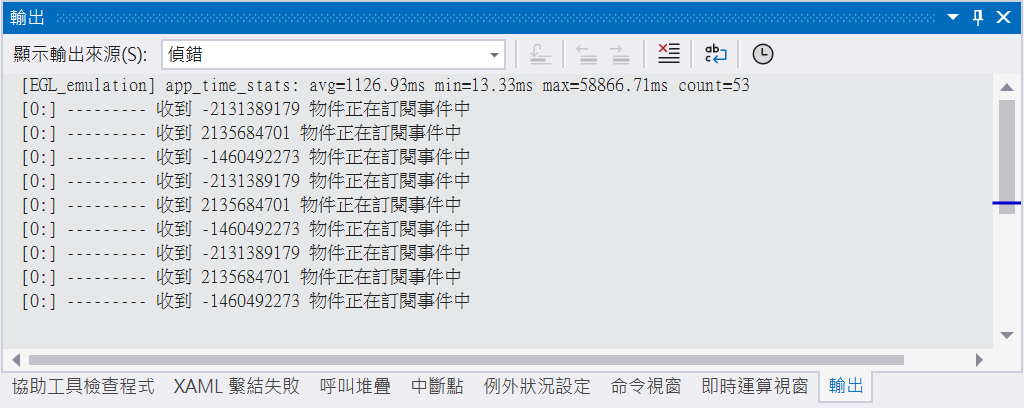 輸出
顯示輸出來源(S): 偵錯
[EGL_emulation] app_time_stats: avg=1126.93ms min=13.33ms max=58866.71ms count=53
[0:] --------- 收到 -2131389179 物件正在訂閱事件中
[0:] --------- 收到 2135684701 物件正在訂閱事件中
[0:] --------- 收到 -1460492273 物件正在訂閱事件中
[0:] --------- 收到 -2131389179 物件正在訂閱事件中
[0:] --------- 收到 2135684701 物件正在訂閱事件中
[0:] --------- 收到 -1460492273 物件正在訂閱事件中
[0:] --------- 收到 -2131389179 物件正在訂閱事件中
[0:] --------- 收到 2135684701 物件正在訂閱事件中
[0:] --------- 收到 -1460492273 物件正在訂閱事件中
協助工具檢查程式 XAML 繫結失敗 呼叫堆疊 中斷點 例外狀況設定 命令視窗 即時運算視窗 輸出